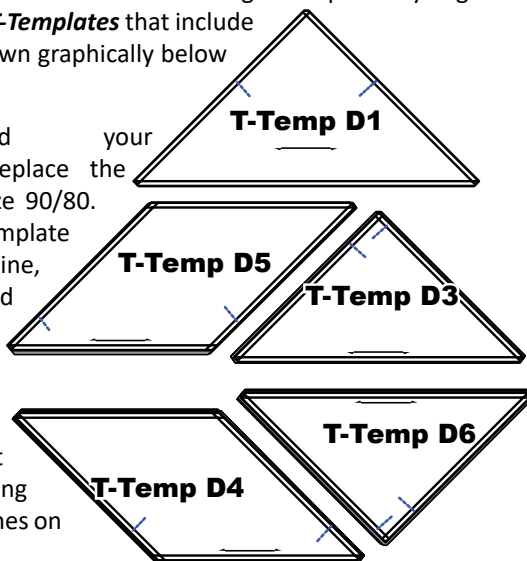 T-Templates that include
wn graphically below
T-Temp D1
your
eplace the
e 90/80.
mplate
T-Temp D5
ine,
T-Temp D3
T-Temp D6
T-Temp D4
ing
nes on